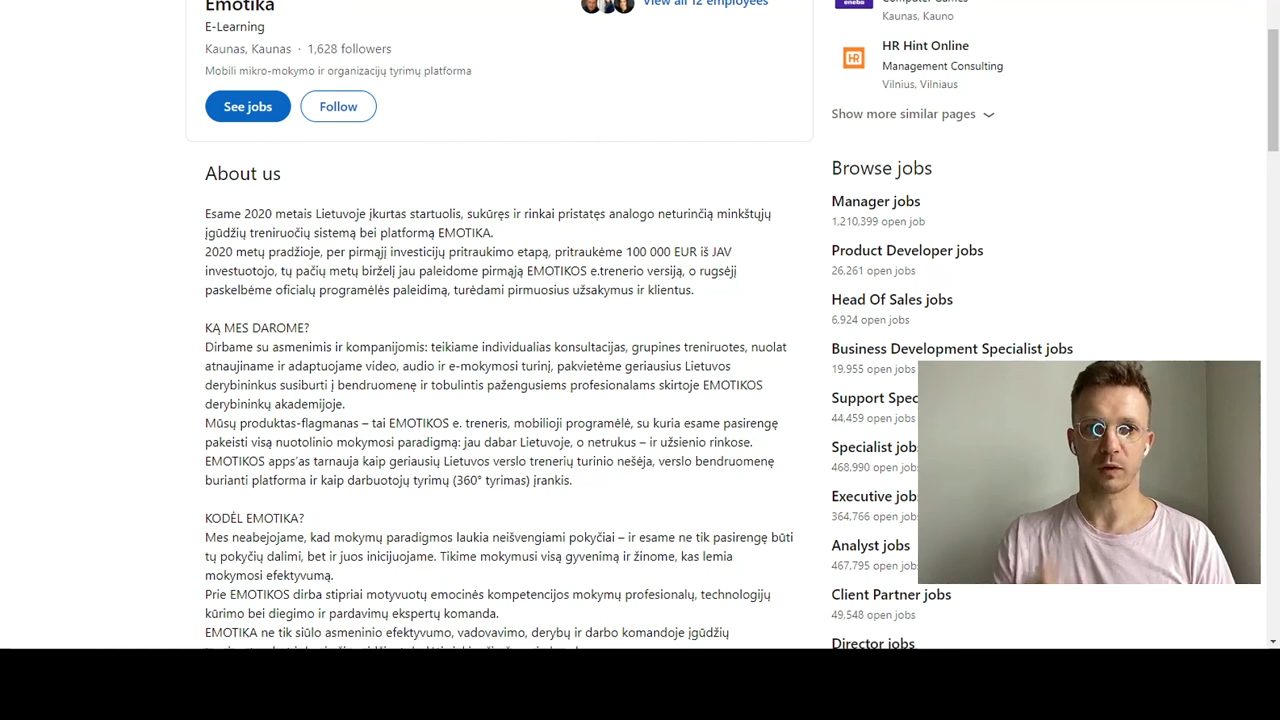 Emotika
E-Learning
Kaunas, Kaunas · 1,628 followers
Mobili mikro-mokymo ir organizacijų tyrimų platforma
See jobs
Follow
View all 12 employees
About us
Esame 2020 metais Lietuvoje įkurtas startuolis, sukūręs ir rinkai pristatęs analogo neturinčią minkštųjų
įgūdžių treniruočių sistemą bei platformą EMOTIKA.
2020 metų pradžioje, per pirmąjį investicijų pritraukimo etapą, pritraukėme 100 000 EUR iš JAV
investuotojo, tų pačių metų birželį jau paleidome pirmąją EMOTIKOS e.trenerio versiją, o rugsėjį
paskelbėme oficialų programėlės paleidimą, turėdami pirmuosius užsakymus ir klientus.
KĄ MES DAROME?
Dirbame su asmenimis ir kompanijomis: teikiame individualias konsultacijas, grupines treniruotes, nuolat
atnaujiname ir adaptuojame video, audio ir e-mokymosi turinį, pakvietėme geriausius Lietuvos
derybininkus susiburti į bendruomenę ir tobulintis pažengusiems profesionalams skirtoje EMOTIKOS
derybininkų akademijoje.
Mūsų produktas-flagmanas – tai EMOTIKOS e. treneris, mobilioji programėlė, su kuria esame pasirengę
pakeisti visą nuotolinio mokymosi paradigmą: jau dabar Lietuvoje, o netrukus – ir užsienio rinkose.
EMOTIKOS apps'as tarnauja kaip geriausių Lietuvos verslo trenerių turinio nešėja, verslo bendruomenę
burianti platforma ir kaip darbuotojų tyrimų (360° tyrimas) įrankis.
KODĖL EMOTIKA?
Mes neabejojame, kad mokymų paradigmos laukia neišvengiami pokyčiai – ir esame ne tik pasirengę būti
tų pokyčių dalimi, bet ir juos inicijuojame. Tikime mokymusi visą gyvenimą ir žinome, kas lemia
mokymosi efektyvumą.
Prie EMOTIKOS dirba stipriai motyvuotų emocinės kompetencijos mokymų profesionalų, technologijų
kūrimo bei diegimo ir pardavimų ekspertų komanda.
EMOTIKA ne tik siūlo asmeninio efektyvumo, vadovavimo, derybų ir darbo komandoje įgūdžių
enebo
Computer Games
Kaunas, Kauno
HR
HR Hint Online
Management Consulting
Vilnius, Vilniaus
Show more similar pages
Browse jobs
Manager jobs
1,210,399 open job
Product Developer jobs
26,261 open jobs
Head Of Sales jobs
6,924 open jobs
Business Development Specialist jobs
19,955 open jobs
Support Spec
44,459 open jobs
Specialist job
468,990 open job
Executive job
364,766 open job
Analyst jobs
467,795 open job
Client Partner jobs
49,548 open jobs
Director jobs